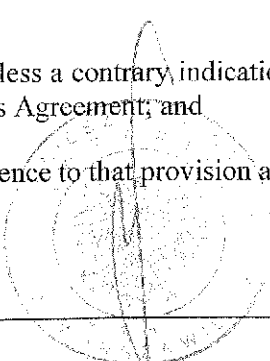 less a contrary indicatio
s Agreement; and
ence to that provision a